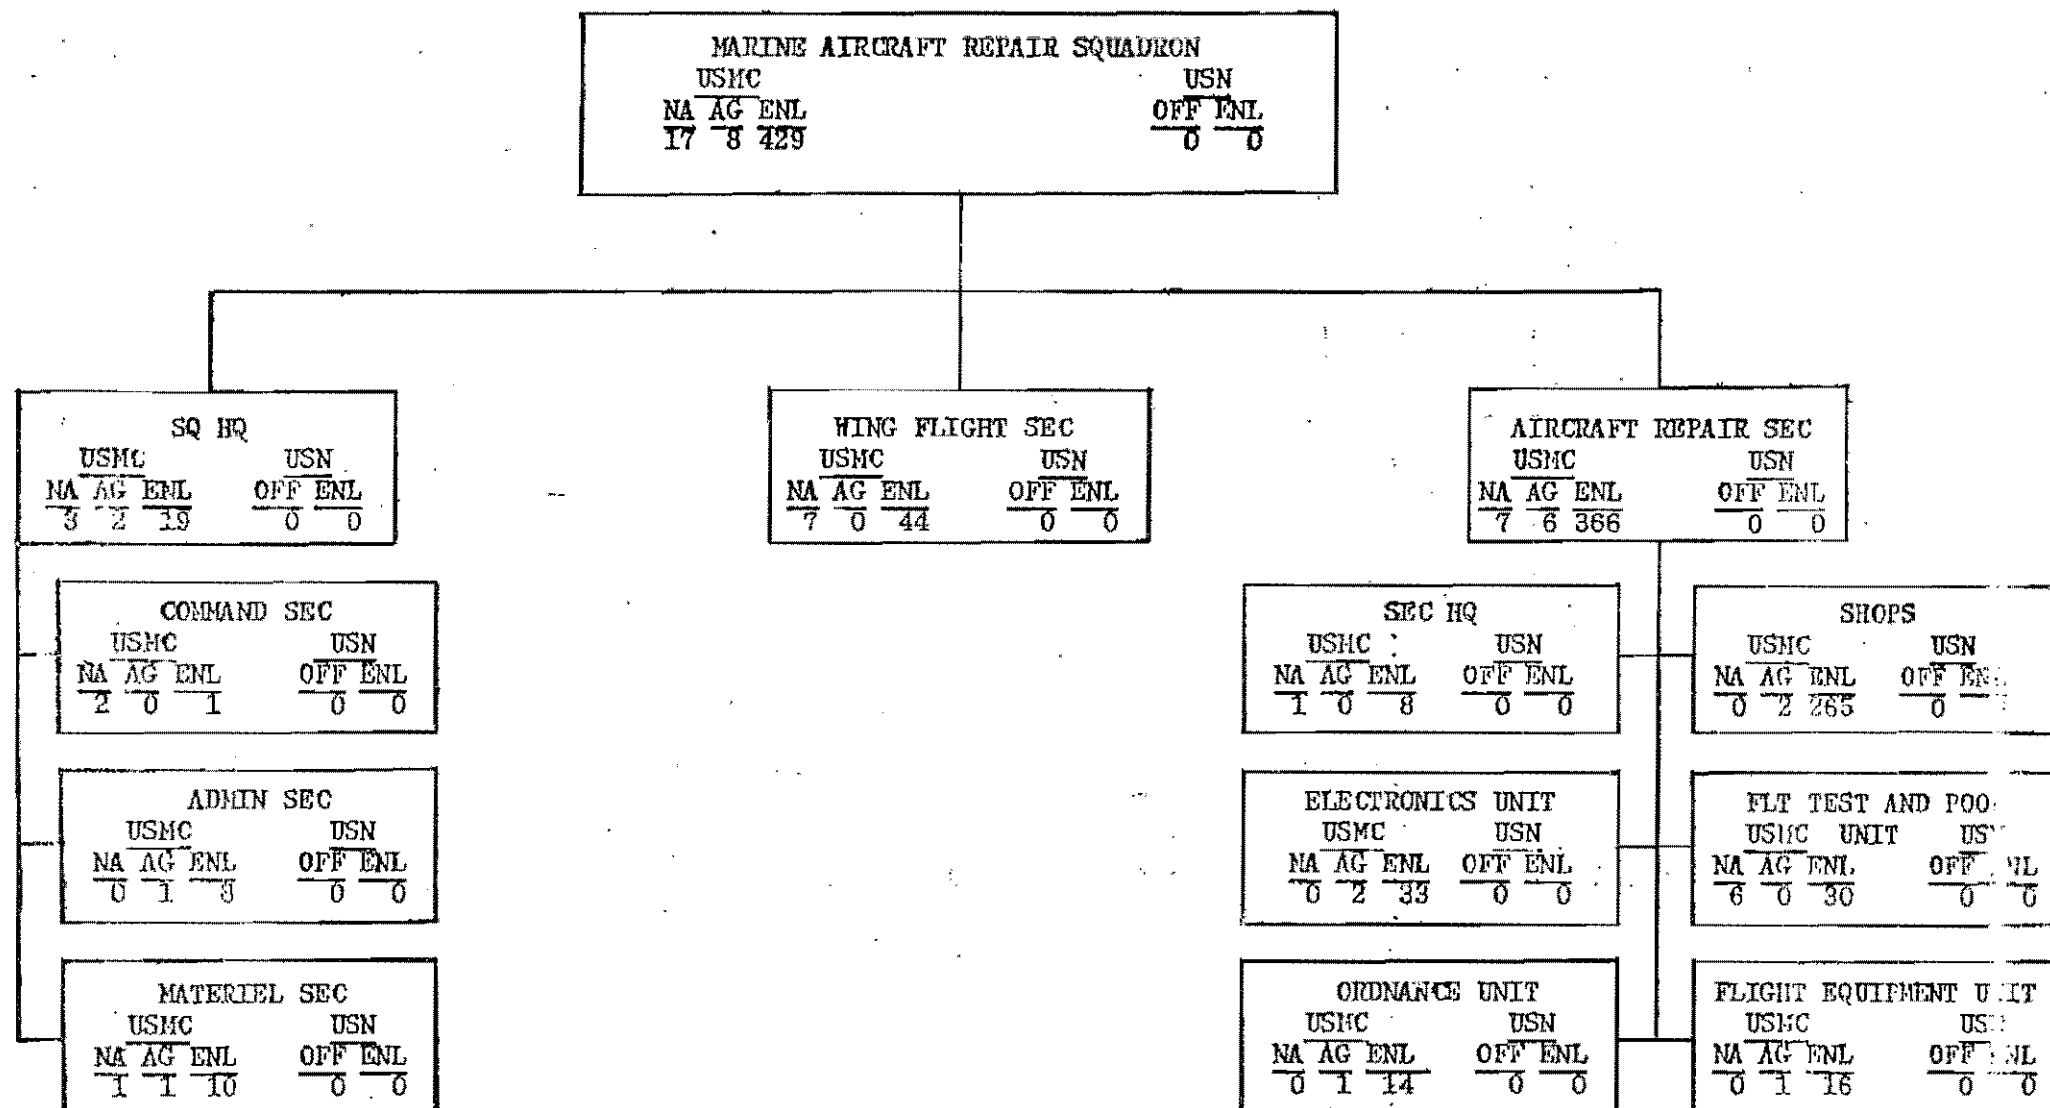 MARINE AIRCRAFT REPAIR SQUADRON
USMC USN
NA AG ENL OFF ENL
17 8 429 0 0
SQ HQ
USMC USN
NA AG ENL OFF ENL
3 2 19 0 0
WING FLIGHT SEC
USMC USN
NA AG ENL OFF ENL
7 0 44 0 0
AIRCRAFT REPAIR SEC
USMC USN
NA AG ENL OFF ENL
7 6 366 0 0
COMMAND SEC
USMC USN
NA AG ENL OFF ENL
2 0 1 0 0
ADMIN SEC
USMC USN
NA AG ENL OFF ENL
0 1 8 0 0
MATERIEL SEC
USMC USN
NA AG ENL OFF ENL
1 1 10 0 0
SEC HQ
USMC USN
NA AG ENL OFF ENL
1 0 8 0 0
SHOPS
USMC USN
NA AG ENL OFF
0 2 265 0
ELECTRONICS UNIT
USMC USN
NA AG ENL OFF ENL
0 2 33 0 0
FLT TEST AND
USMC UNIT
NA AG ENL OFF
6 0 30 0 0
ORDNANCE UNIT
USMC USN
NA AG ENL OFF ENL
0 1 14 0 0
FLIGHT EQUIPMENT
USMC
NA AG ENL OFF
0 1 16 0 0